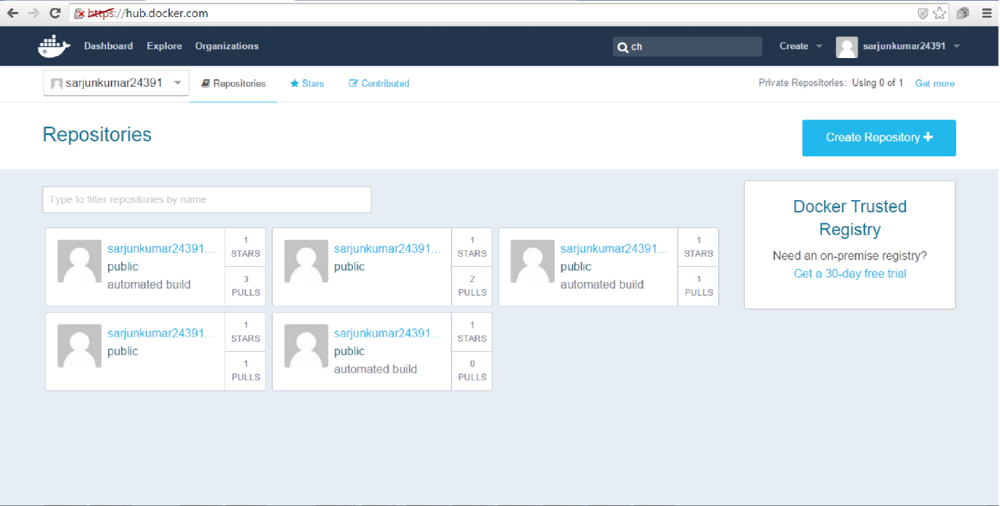 https://hub.docker.com
Dashboard Explore Organizations ch Create sarjunkumar24391
sarjunkumar24391 Repositories Stars Contributed Private Repositories: Using 0 of 1 Get more
Repositories
Create Repository +
Type to filter repositories by name
sarjunkumar24391...
public
automated build
1
STARS
3
PULLS
sarjunkumar24391...
public
1
STARS
2
PULLS
sarjunkumar24391...
public
automated build
1
STARS
1
PULLS
sarjunkumar24391...
public
1
STARS
1
PULLS
sarjunkumar24391...
public
automated build
1
STARS
0
PULLS
Docker Trusted
Registry
Need an on-premise registry?
Get a 30-day free trial